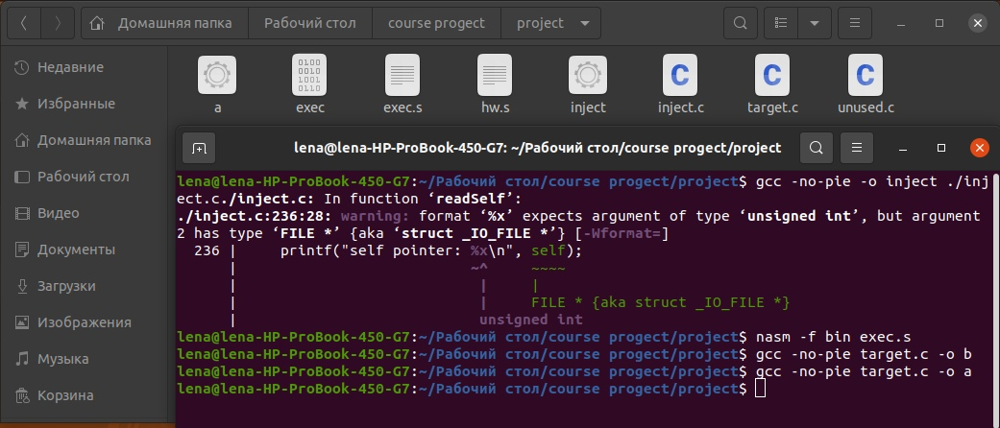 Домашняя папка
Рабочий стол
course progect
project
Недавние
Избранные
Домашняя папка
Рабочий стол
Видео
Документы
Загрузки
Изображения
Музыка
Корзина
0100
0010
1001
0110
a
exec
exec.s
hw.s
inject
C
inject.c
C
target.c
C
unused.c
lena@lena-HP-ProBook-450-G7: ~/Рабочий стол/course progect/project
lena@lena-HP-ProBook-450-G7:~/Рабочий стол/course progect/project$ gcc -no-pie -o inject ./inj
ect.c./inject.c: In function ‘readSelf’:
./inject.c:236:28: warning: format ‘%x’ expects argument of type ‘unsigned int’, but argument
2 has type ‘FILE *’ {aka ‘struct _IO_FILE *’} [-Wformat=]
  236 |     printf("self pointer: %x\n", self);
      |                           ~^     ~~~~
      |                            |     |
      |                            |     FILE * {aka struct _IO_FILE *}
      |                            unsigned int
lena@lena-HP-ProBook-450-G7:~/Рабочий стол/course progect/project$ nasm -f bin exec.s
lena@lena-HP-ProBook-450-G7:~/Рабочий стол/course progect/project$ gcc -no-pie target.c -o b
lena@lena-HP-ProBook-450-G7:~/Рабочий стол/course progect/project$ gcc -no-pie target.c -o a
lena@lena-HP-ProBook-450-G7:~/Рабочий стол/course progect/project$